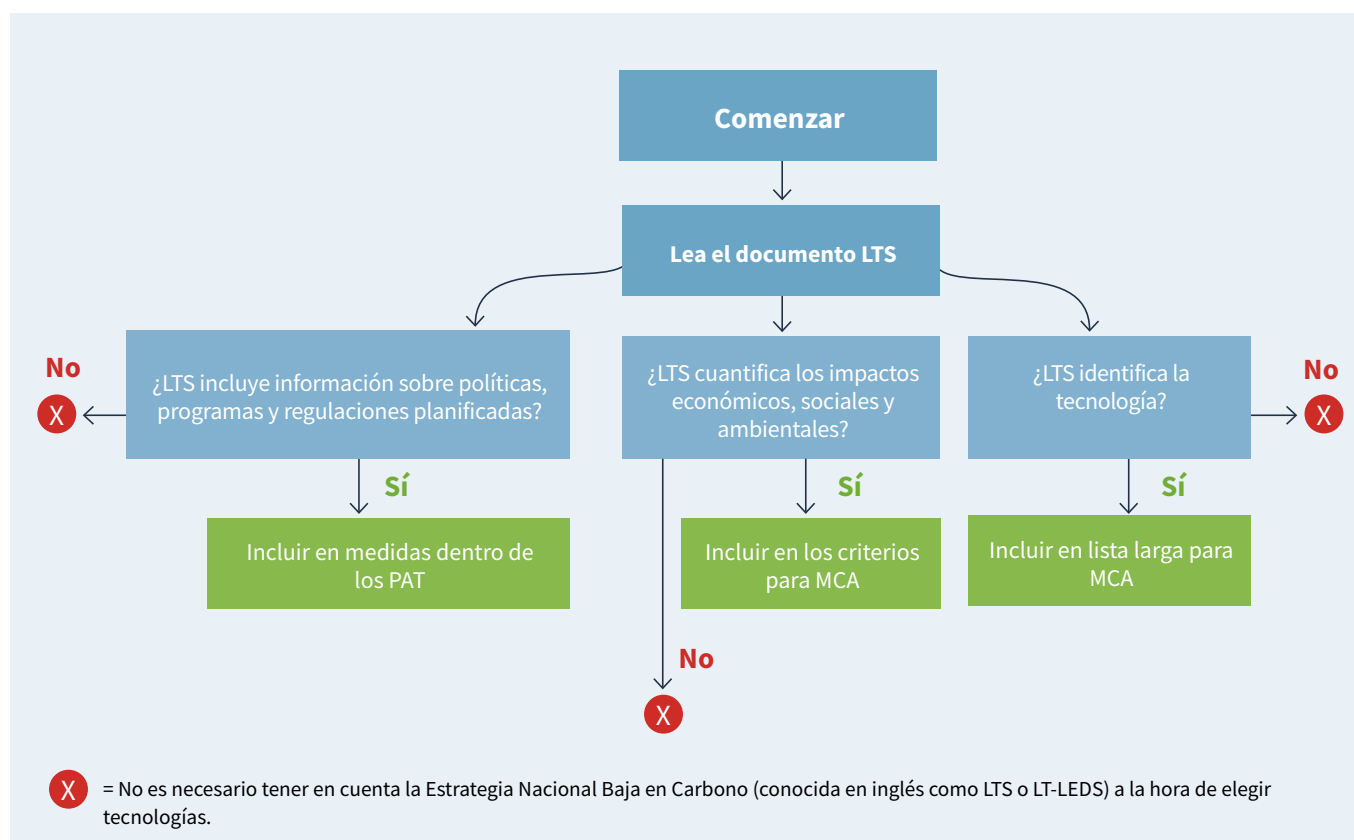 Comenzar
Lea el documento LTS
No
X
¿LTS incluye información sobre políticas,
programas y regulaciones planificadas?
¿LTS cuantifica los impactos
económicos, sociales y
ambientales?
¿LTS identifica la
tecnología?
No
X
Sí
Incluir en medidas dentro de
los PAT
Sí
Incluir en los criterios
para MCA
Sí
Incluir en lista larga para
MCA
No
X
X = No es necesario tener en cuenta la Estrategia Nacional Baja en Carbono (conocida en inglés como LTS o LT-LEDS) a la hora de elegir
tecnologías.